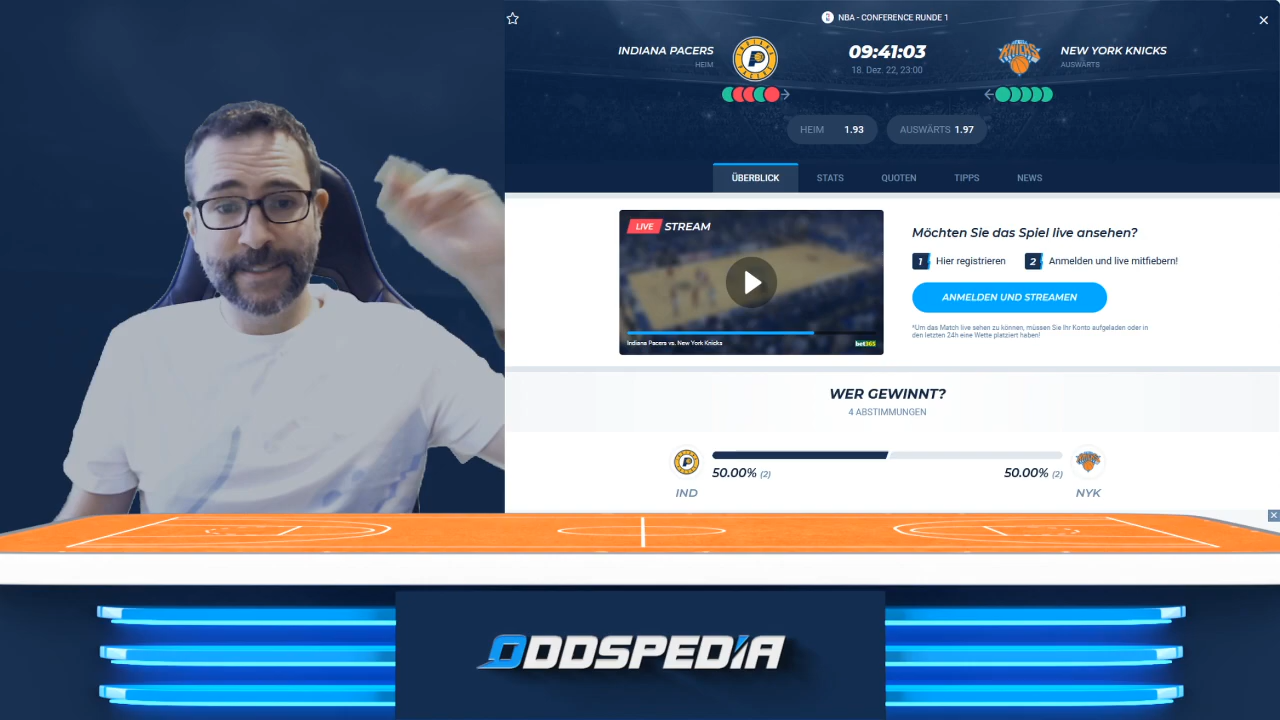 NBA - CONFERENCE RUNDE 1
INDIANA PACERS
HEIM
09:41:03
18. Dez. 22, 23:00
NEW YORK KNICKS
AUSWÄRTS
HEIM 1.93
AUSWÄRTS 1.97
ÜBERBLICK STATS QUOTEN TIPPS NEWS
LIVE STREAM
Indiana Pacers vs. New York Knicks
bet365
Möchten Sie das Spiel live ansehen?
1 Hier registrieren 2 Anmelden und live mitfiebern!
ANMELDEN UND STREAMEN
*Um das Match live sehen zu können, müssen Sie Ihr Konto aufgeladen oder in
den letzten 24h eine Wette platziert haben!
WER GEWINNT?
4 ABSTIMMUNGEN
50.00% (2) 50.00% (2)
IND NYK
ODDSPEDIA